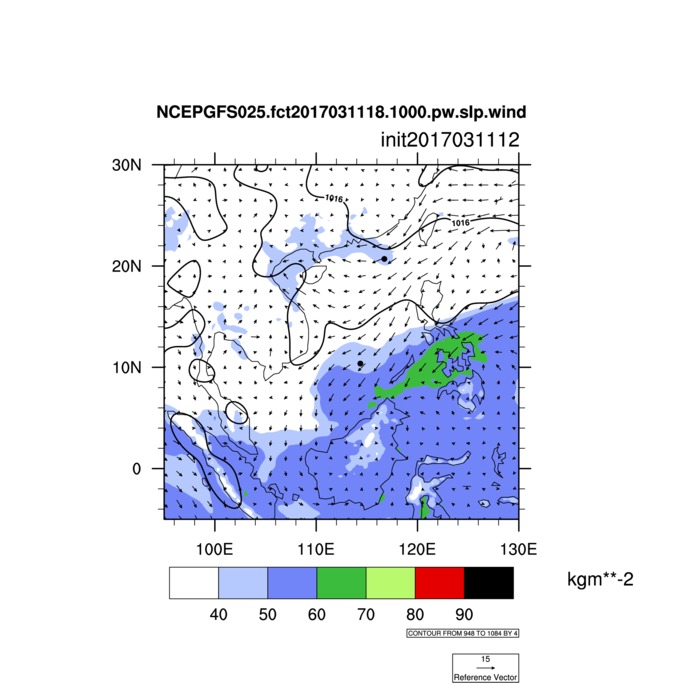 NCEPGFS025.fct2017031118.1000.pw.slp.wind
init2017031112
30N
1016
1016
20N
10N
0
100E 110E 120E 130E
kgm**-2
40 50 60 70 80 90
CONTOUR FROM 948 TO 1084 BY 4
15
Reference Vector